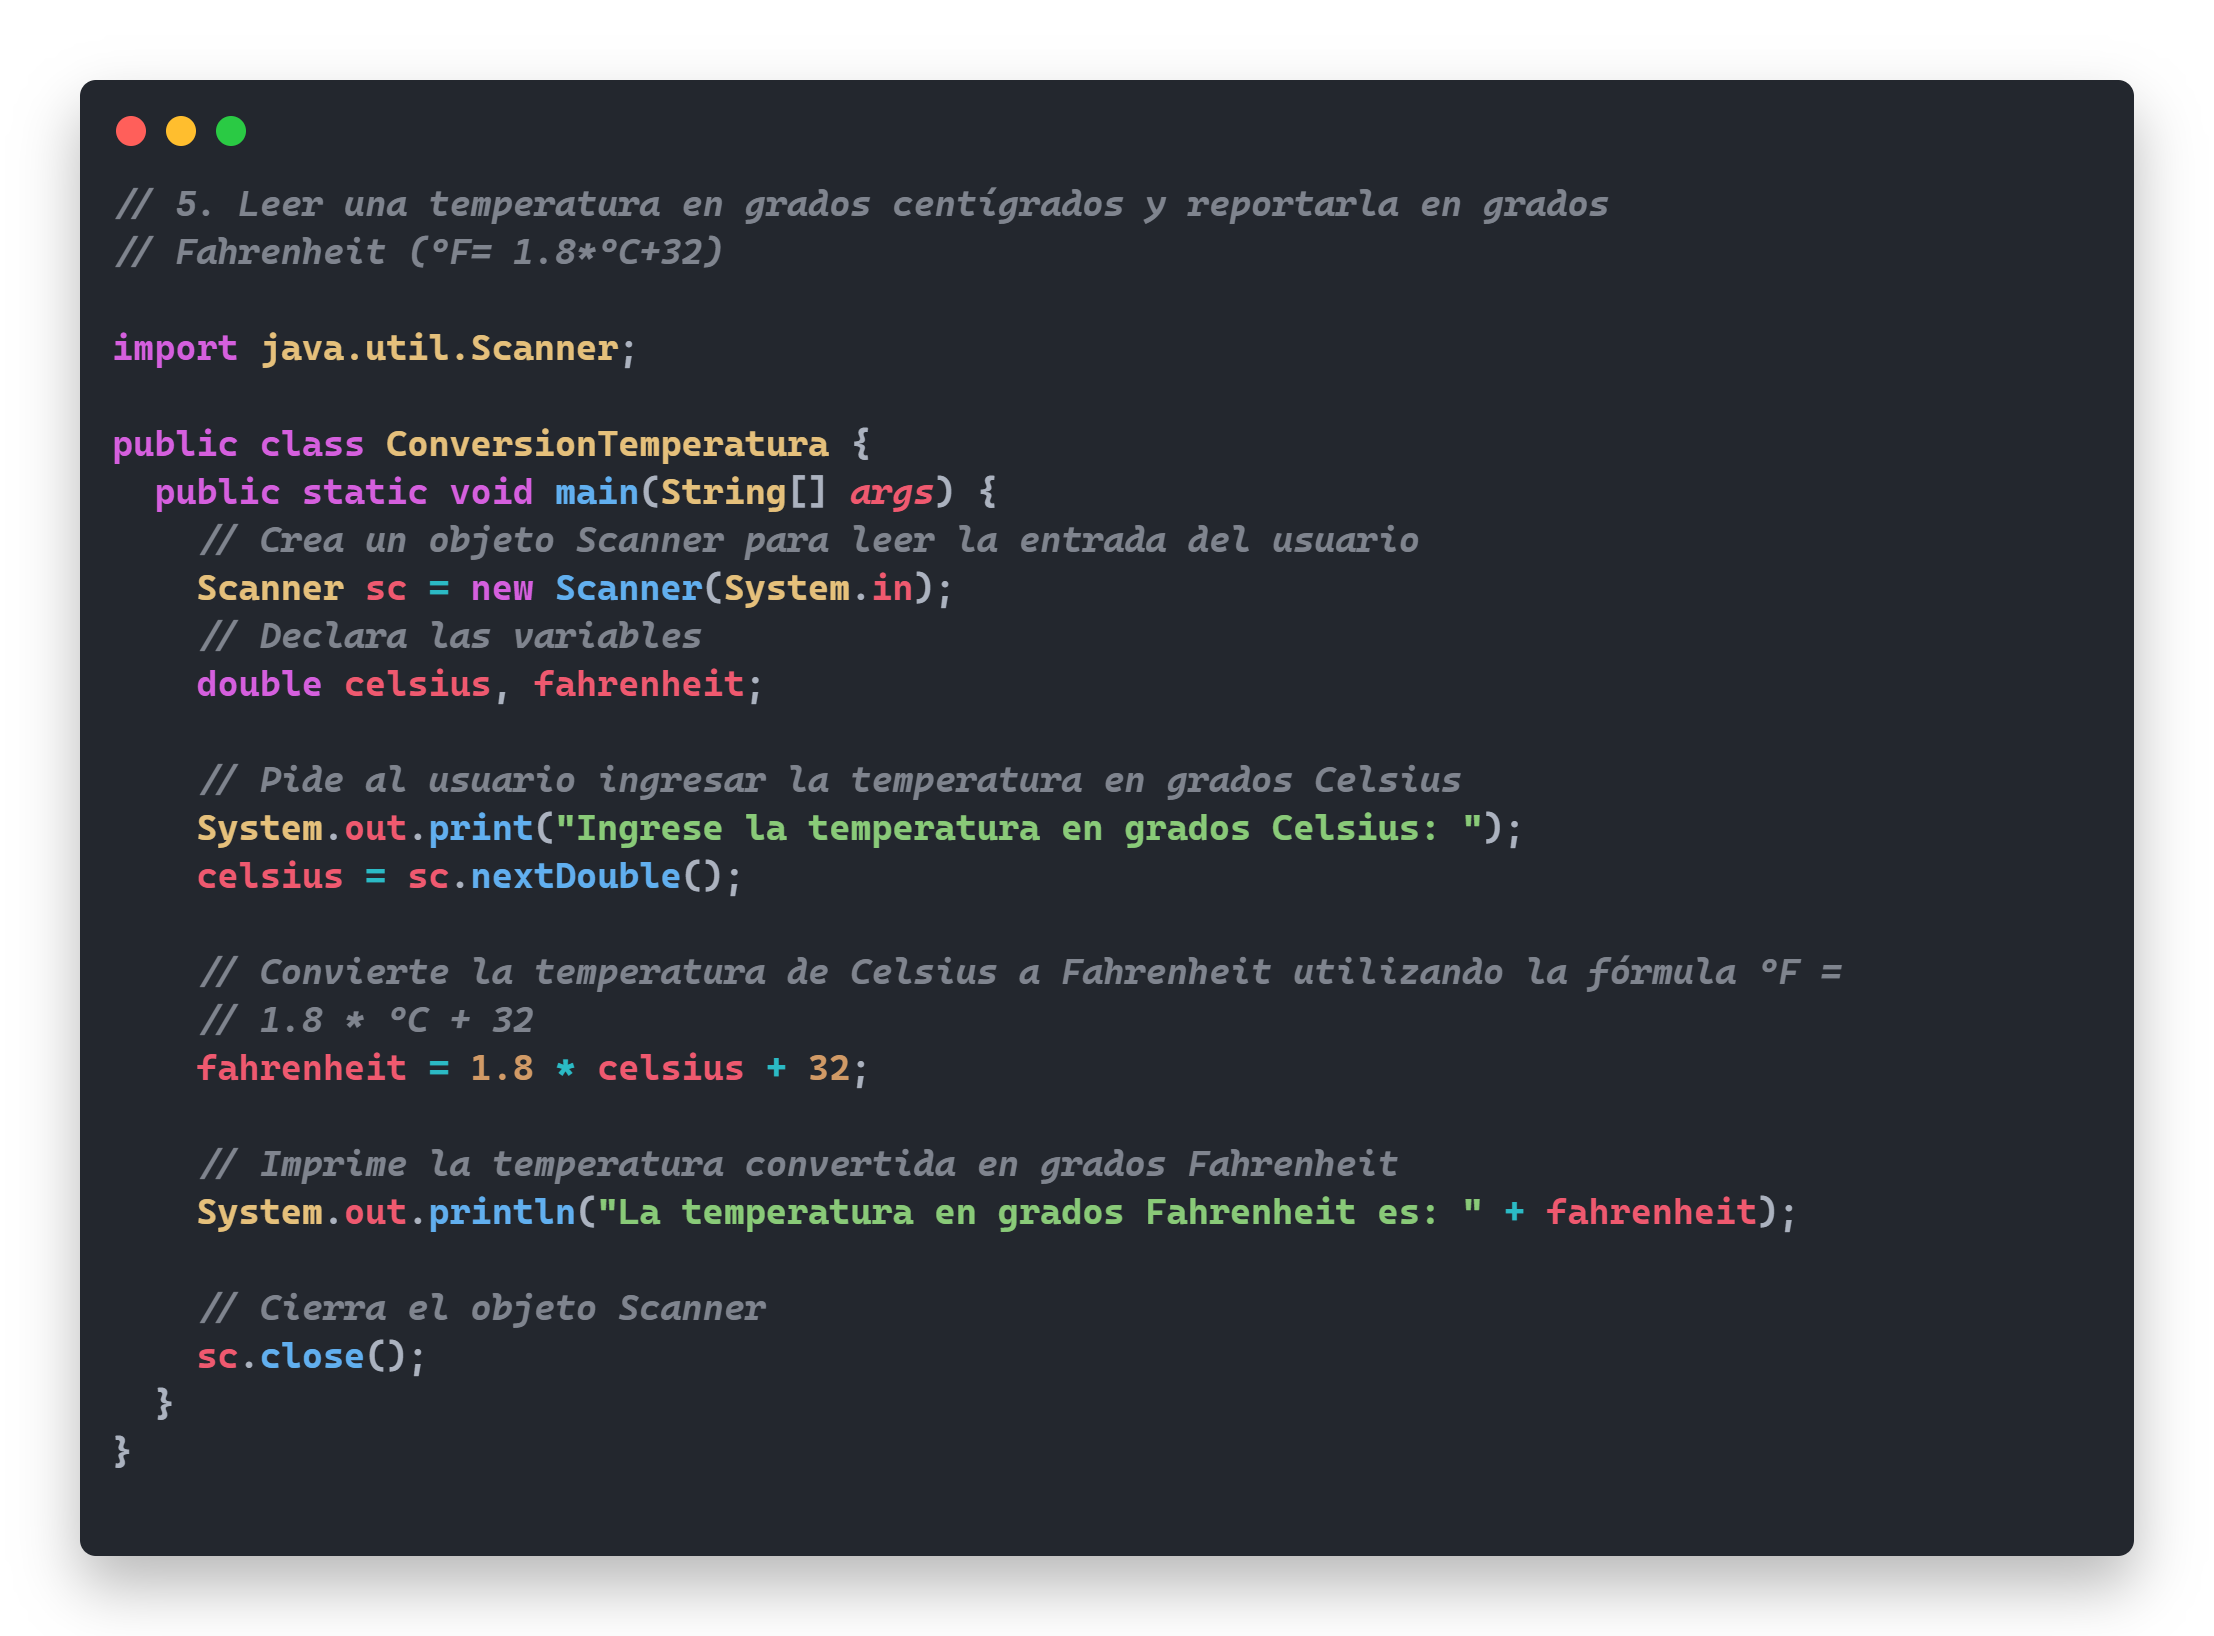 // 5. Leer una temperatura en grados centígrados y reportarla en grados
// Fahrenheit (ºF= 1.8*ºC+32)

import java.util.Scanner;

public class ConversionTemperatura {
  public static void main(String[] args) {
    // Crea un objeto Scanner para leer la entrada del usuario
    Scanner sc = new Scanner(System.in);
    // Declara las variables
    double celsius, fahrenheit;

    // Pide al usuario ingresar la temperatura en grados Celsius
    System.out.print("Ingrese la temperatura en grados Celsius: ");
    celsius = sc.nextDouble();

    // Convierte la temperatura de Celsius a Fahrenheit utilizando la fórmula ºF =
    // 1.8 * ºC + 32
    fahrenheit = 1.8 * celsius + 32;

    // Imprime la temperatura convertida en grados Fahrenheit
    System.out.println("La temperatura en grados Fahrenheit es: " + fahrenheit);

    // Cierra el objeto Scanner
    sc.close();
  }
}